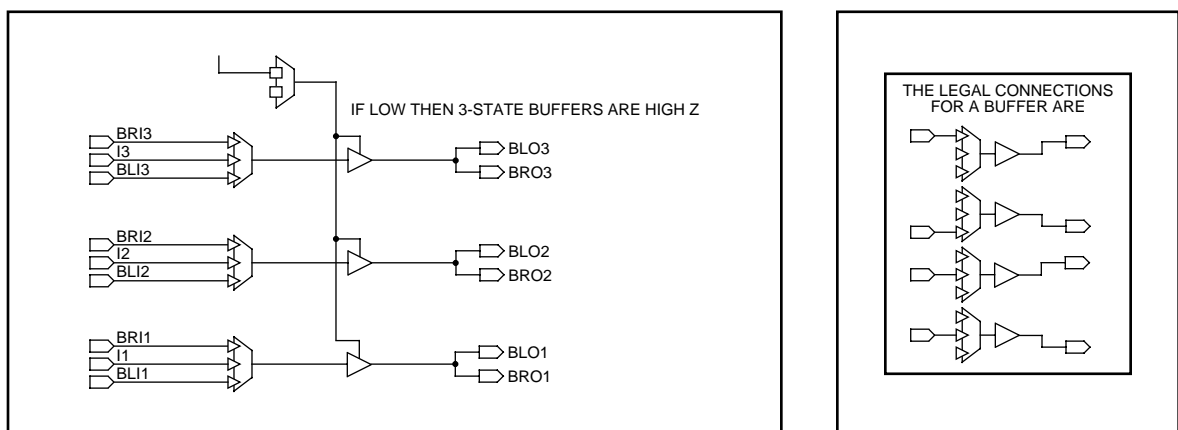 IF LOW THEN 3-STATE BUFFERS ARE HIGH Z
BRI3
I3
BLI3
BLO3
BRO3
BRI2
I2
BLI2
BLO2
BRO2
BRI1
I1
BLI1
BLO1
BRO1
THE LEGAL CONNECTIONS
FOR A BUFFER ARE